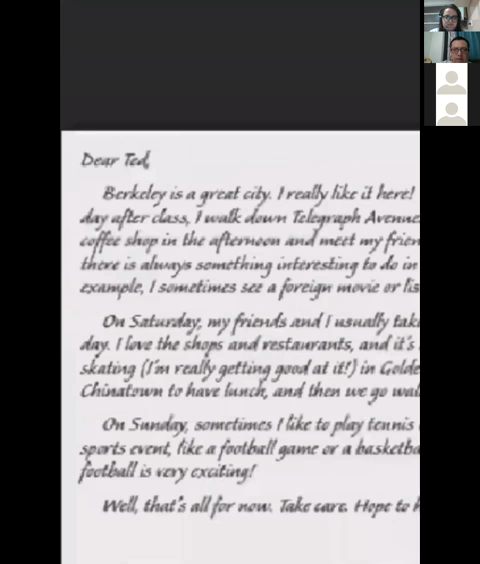 Dear Ted,
Berkeley is a great city. I really like it here!
day after class, I walk down Telegraph Avenue
coffee shop in the afternoon and meet my frien
there is always something interesting to do in
example, I sometimes see a foreign movie or lis
On Saturday, my friends and I usually tak
day. I love the shops and restaurants, and it's
skating (I'm really getting good at it!) in Golde
Chinatown to have lunch, and then we go wal
On Sunday, sometimes I like to play tennis
sports event, like a football game or a basketba
football is very exciting!
Well, that's all for now. Take care. Hope to h